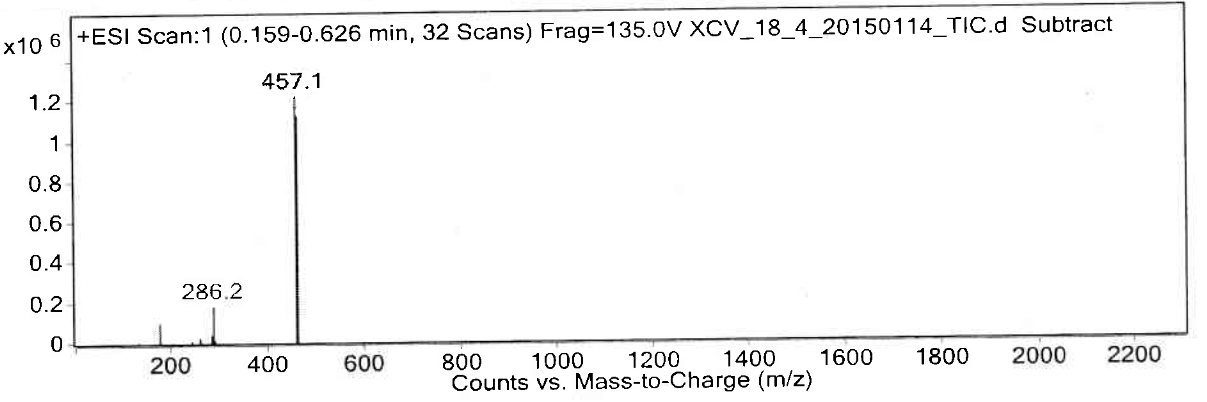 x10 6
+ESI Scan:1 (0.159-0.626 min, 32 Scans) Frag=135.0V XCV_18_4_20150114_TIC.d Subtract
457.1
1.2
1
0.8
0.6
0.4
286.2
0.2
0
200 400 600 800 1000 1200 1400 1600 1800 2000 2200
Counts vs. Mass-to-Charge (m/z)